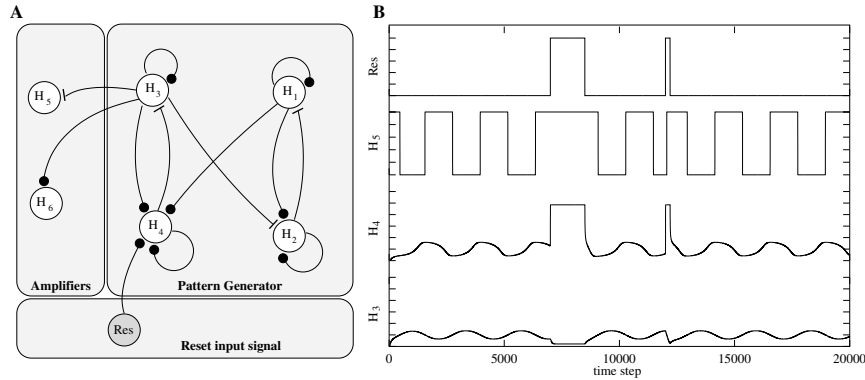 A
H3
H1
H5
H6
H4
H2
Amplifiers
Pattern Generator
Res
Reset input signal
B
Res
H5
H4
H3
0
5000
10000
15000
20000
time step